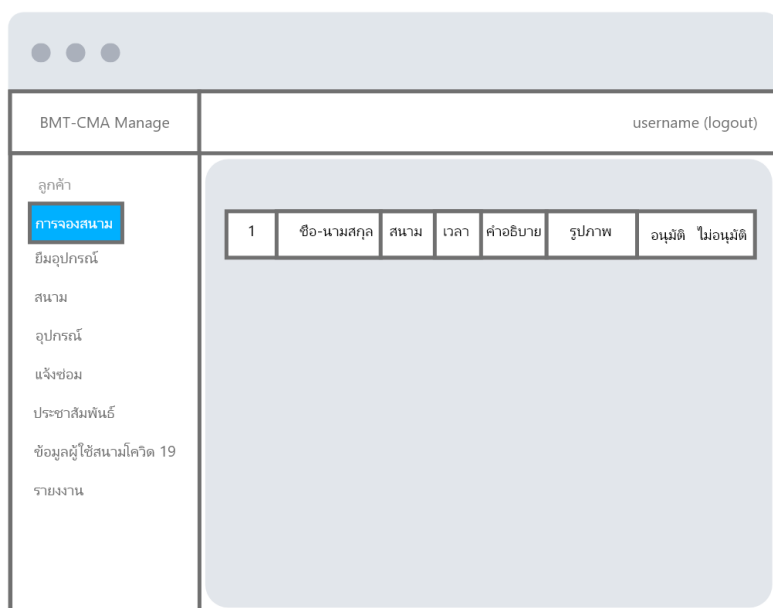 BMT-CMA Manage
username (logout)
ลูกค้า
การจองสนาม
ยืมอุปกรณ์
สนาม
อุปกรณ์
แจ้งซ่อม
ประชาสัมพันธ์
ข้อมูลผู้ใช้สนามโควิด 19
รายงงาน
1 ชือ-นามสกุล สนาม เวลา คำอธิบาย รูปภาพ อนุมัติ ไม่อนุมัติ